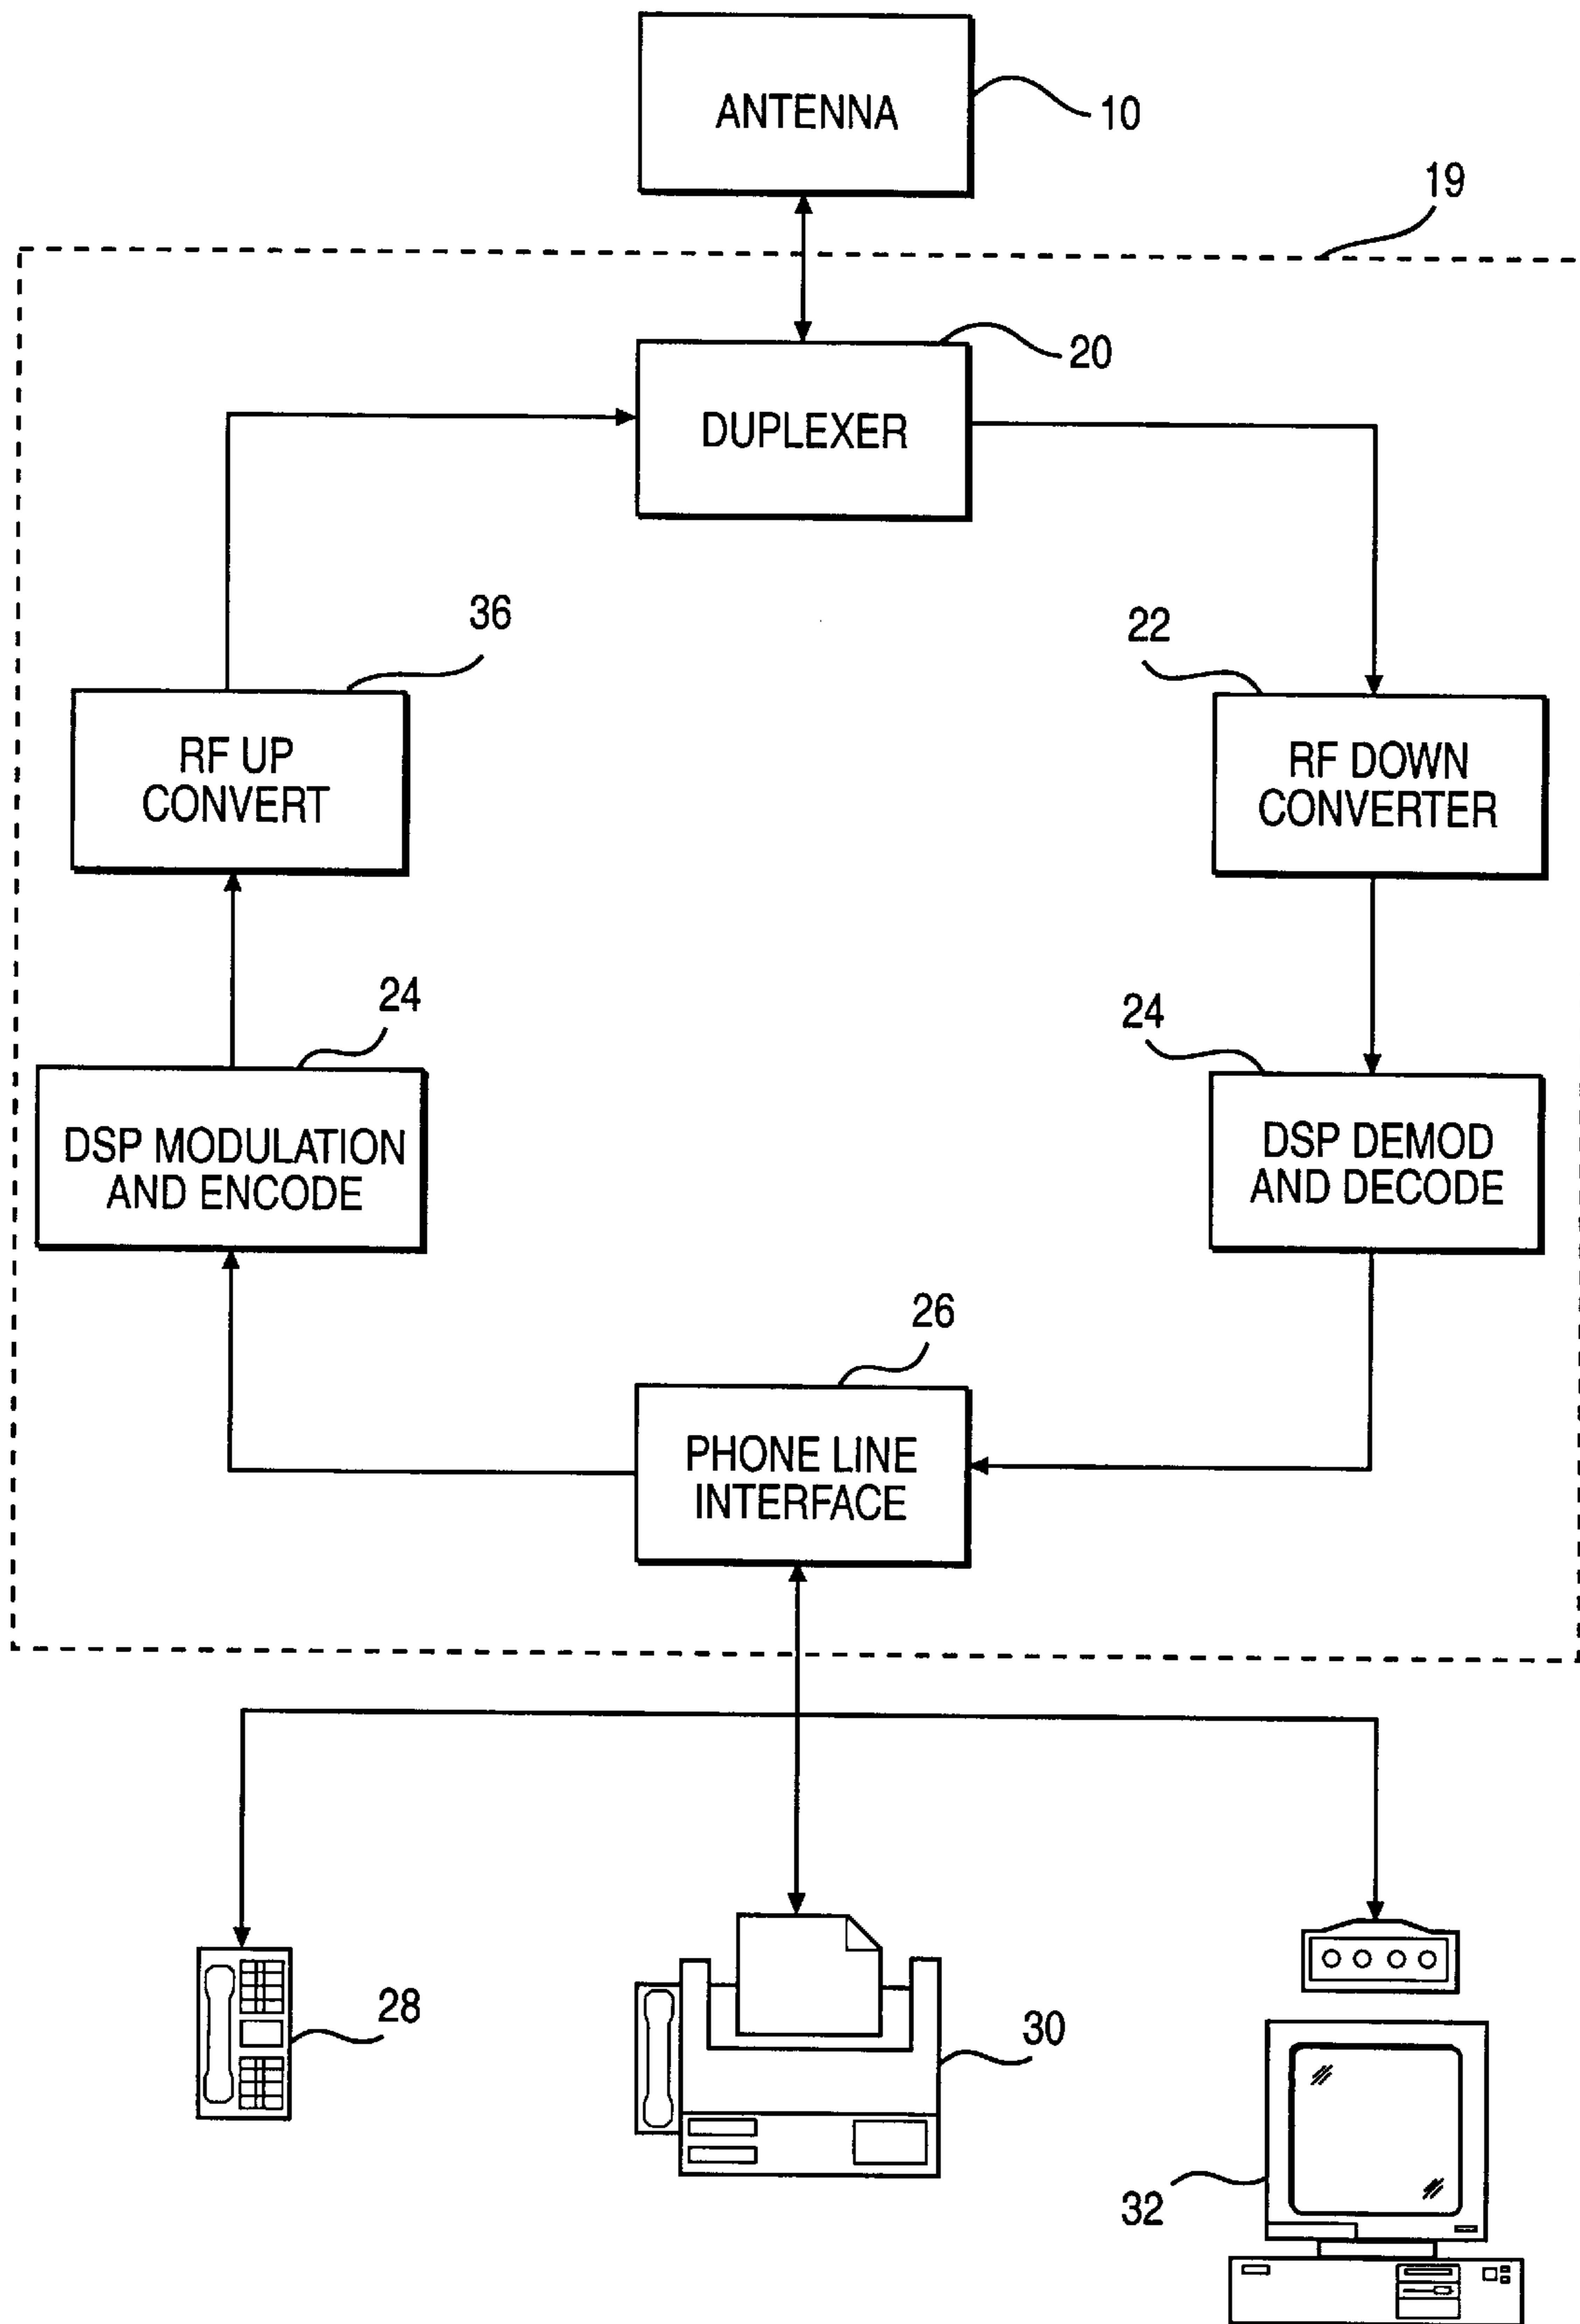 ANTENNA
10
19
20
DUPLEXER
36
22
RF UP
CONVERT
RF DOWN
CONVERTER
24
24
DSP MODULATION
AND ENCODE
DSP DEMOD
AND DECODE
26
PHONE LINE
INTERFACE
28
30
32